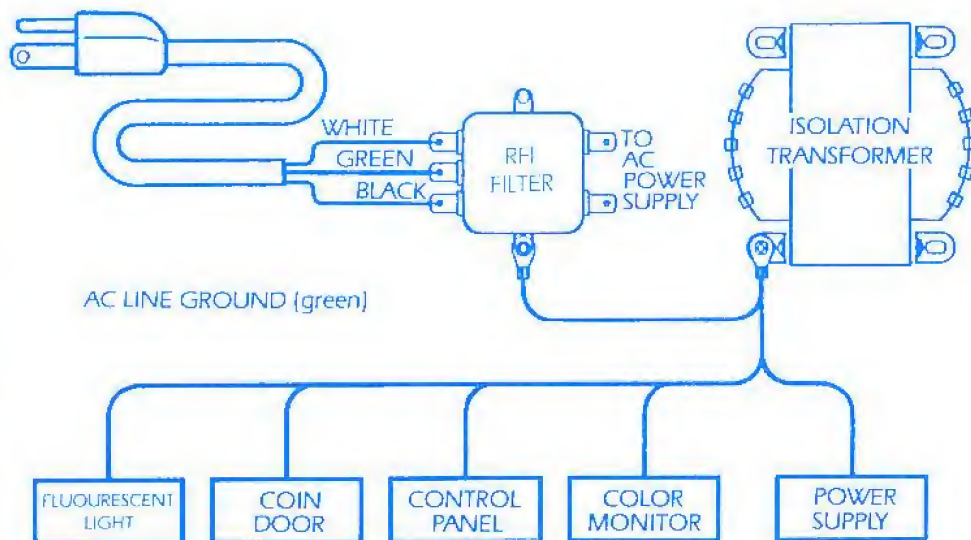 WHITE
GREEN
BLACK
RFI
FILTER
TO
AC
POWER
SUPPLY
ISOLATION
TRANSFORMER
AC LINE GROUND (green)
FLUOURESCENT
LIGHT
COIN
DOOR
CONTROL
PANEL
COLOR
MONITOR
POWER
SUPPLY